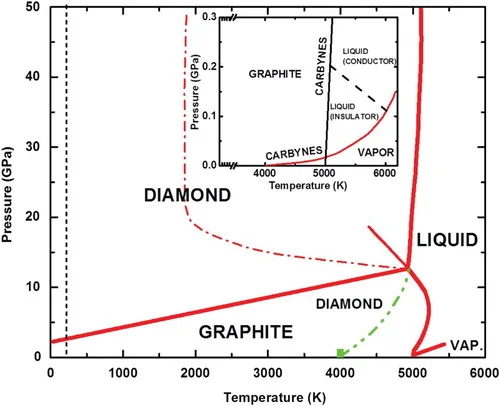 50
40
30
20
10
0
Pressure (GPa)
0
1000
2000
3000
4000
5000
6000
Temperature (K)
DIAMOND
LIQUID
DIAMOND
GRAPHITE
VAP.
0.3
0.2
0.1
0.0
Pressure (GPa)
4000
5000
6000
Temperature (K)
GRAPHITE
CARBYNES
LIQUID
(CONDUCTOR)
LIQUID
(INSULATOR)
CARBYNES
VAPOR